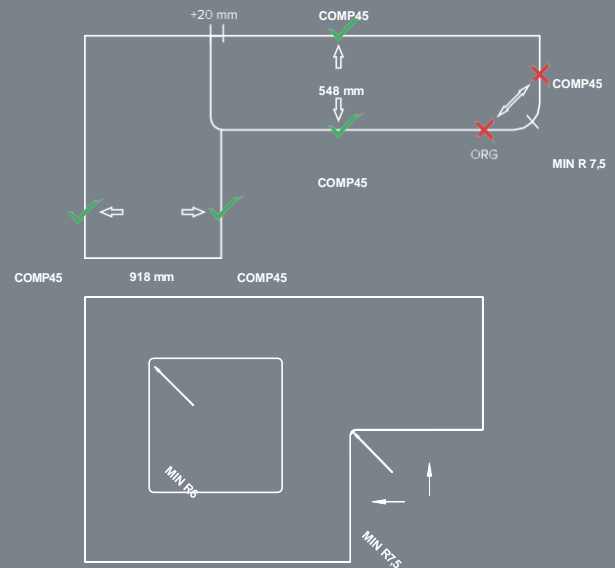 +20 mm
COMP45
548 mm
COMP45
ORG
MIN R 7,5
COMP45
COMP45
918 mm
COMP45
MIN R6
MIN R7,5